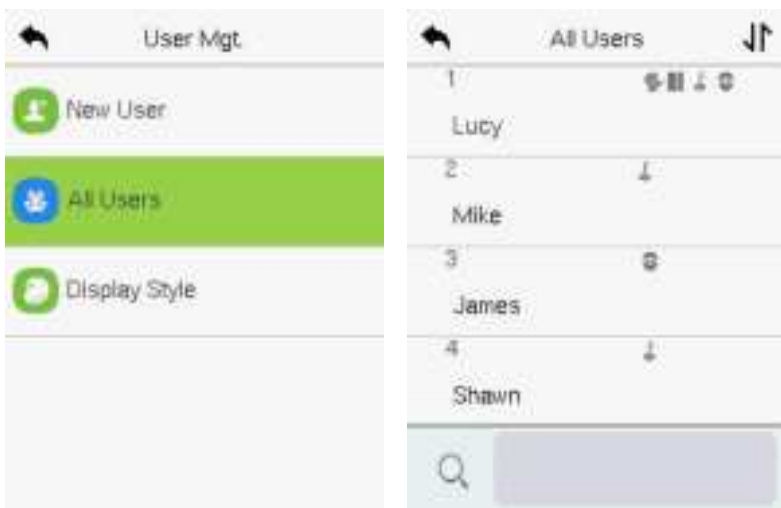 User Mgt.
New User
All Users
Display Style
All Users
1
Lucy
2
Mike
3
James
4
Shawn